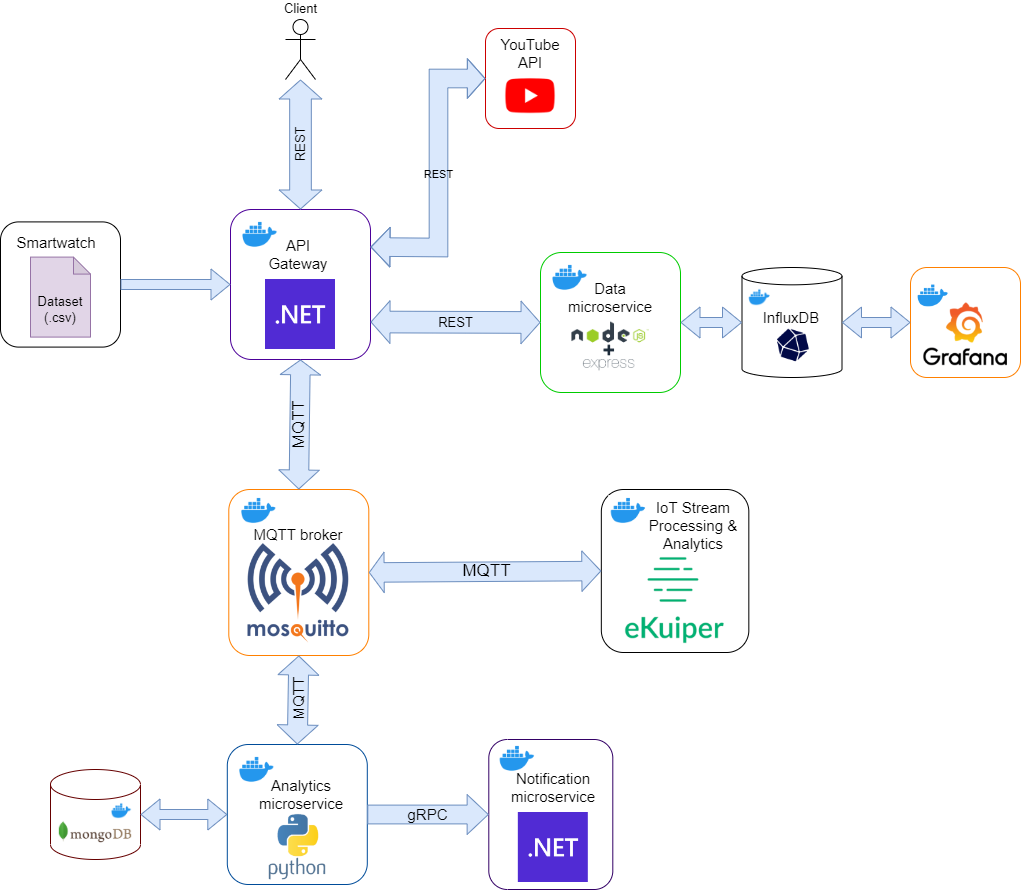 Client
YouTube
API
REST
REST
Smartwatch
Dataset
(.csv)
API
Gateway
.NET
REST
Data
microservice
node
JS
+
express
InfluxDB
Grafana
MQTT
MQTT broker
mosquitto
MQTT
IoT Stream
Processing &
Analytics
eKuiper
MQTT
mongoDB
Analytics
microservice
python
gRPC
Notification
microservice
.NET